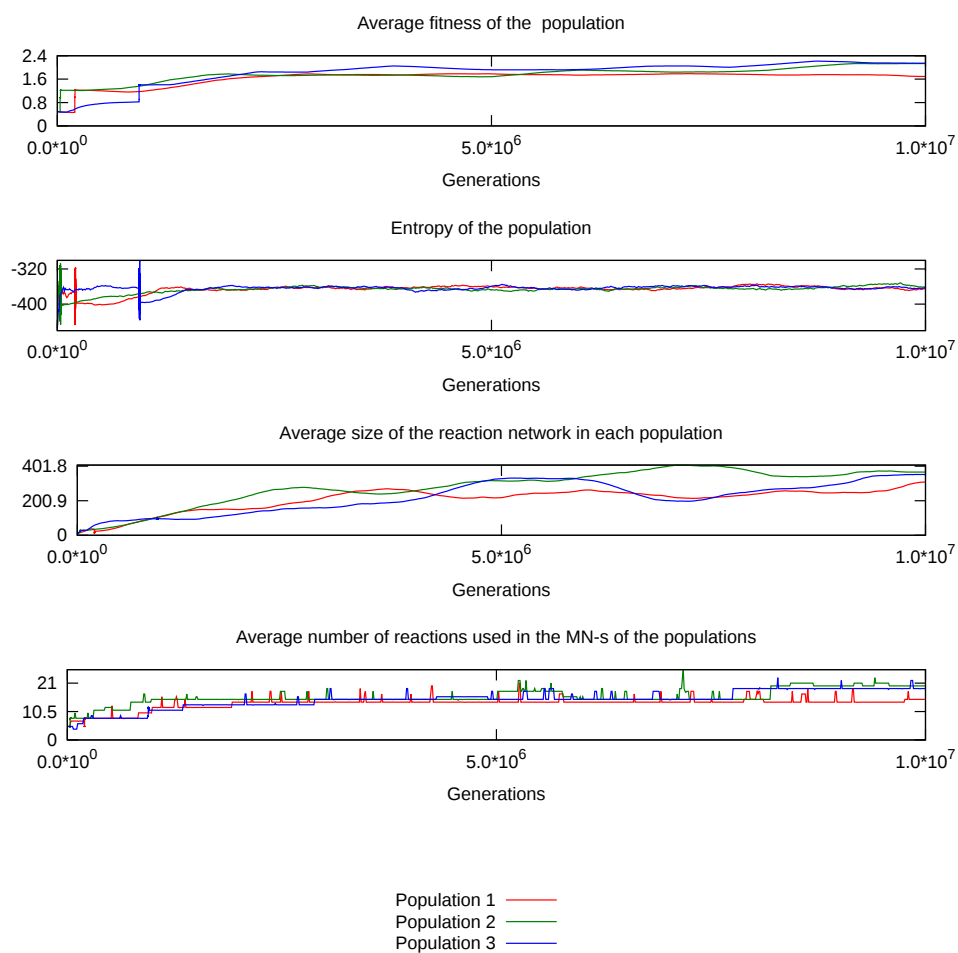 Average fitness of the  population
2.4
1.6
0.8
0
0.0*10^0 5.0*10^6 1.0*10^7
Generations
Entropy of the population
-320
-400
0.0*10^0 5.0*10^6 1.0*10^7
Generations
Average size of the reaction network in each population
401.8
200.9
0
0.0*10^0 5.0*10^6 1.0*10^7
Generations
Average number of reactions used in the MN-s of the populations
21
10.5
0
0.0*10^0 5.0*10^6 1.0*10^7
Generations
Population 1
Population 2
Population 3